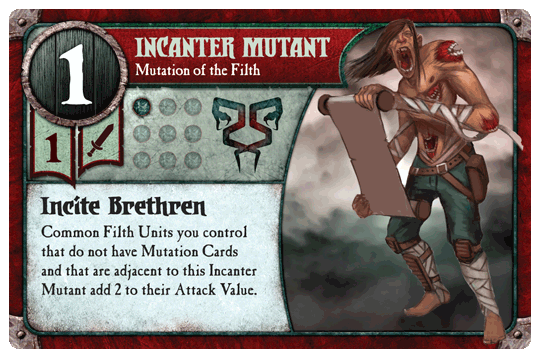 1
INCANTER MUTANT
Mutation of the Filth
1
Incite Brethren
Common Filth Units you control
that do not have Mutation Cards
and that are adjacent to this Incanter
Mutant add 2 to their Attack Value.